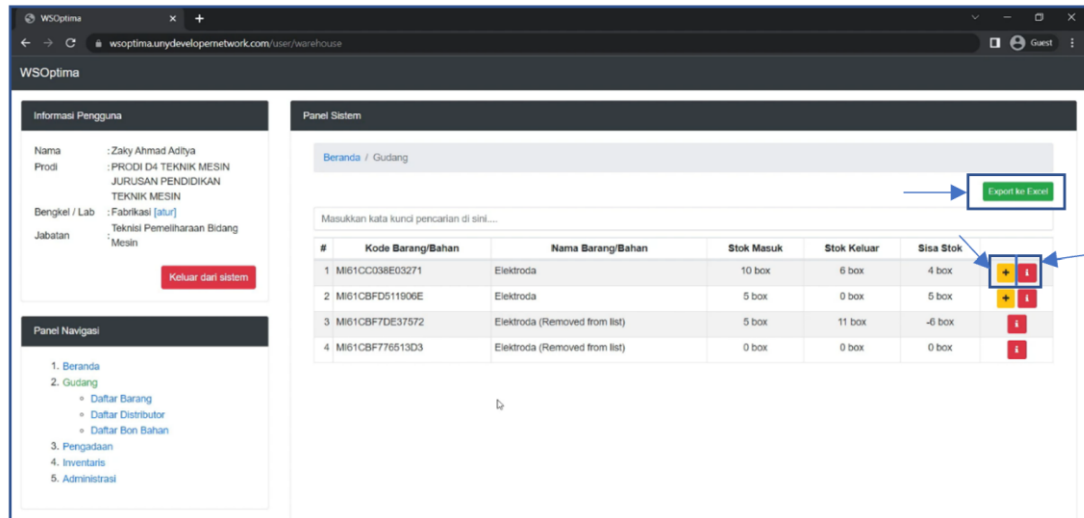 WSOptima
wsoptima.unydevelopernetwork.com/user/warehouse
Guest
WSOptima
Informasi Pengguna
Nama : Zaky Ahmad Aditya
Prodi : PRODI D4 TEKNIK MESIN
JURUSAN PENDIDIKAN
TEKNIK MESIN
Bengkel / Lab : Fabrikasi [atur]
Jabatan : Teknisi Pemeliharaan Bidang
Mesin
Keluar dari sistem
Panel Navigasi
1. Beranda
2. Gudang
Daftar Barang
Daftar Distributor
Daftar Bon Bahan
3. Pengadaan
4. Inventaris
5. Administrasi
Panel Sistem
Beranda / Gudang
Export ke Excel
Masukkan kata kunci pencarian di sini....
# Kode Barang/Bahan Nama Barang/Bahan Stok Masuk Stok Keluar Sisa Stok
1 MI61CC038E03271 Elektroda 10 box 6 box 4 box
2 MI61CBFD511906E Elektroda 5 box 0 box 5 box
3 MI61CBF7DE37572 Elektroda (Removed from list) 5 box 11 box -6 box
4 MI61CBF776513D3 Elektroda (Removed from list) 0 box 0 box 0 box